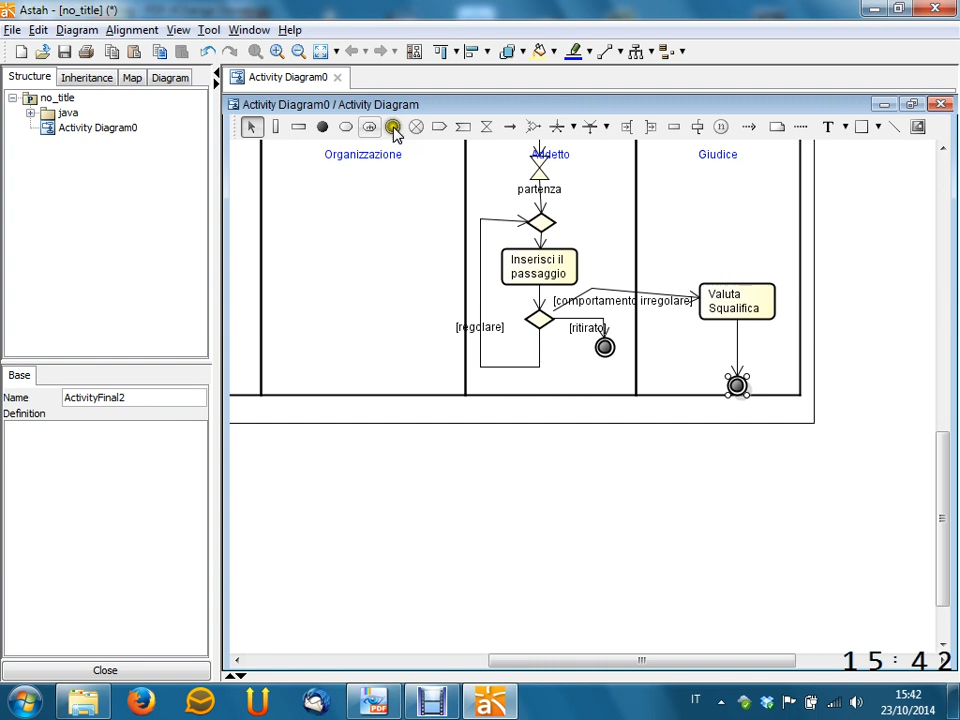 Astah - [no_title] (*)
File Edit Diagram Alignment View Tool Window Help
Structure Inheritance Map Diagram
no_title
java
Activity Diagram0
Base
Name ActivityFinal2
Definition
Close
Activity Diagram0
Activity Diagram0 / Activity Diagram
Organizzazione Addetto Giudice
partenza
Inserisci il
passaggio
Valuta
Squalifica
[comportamento irregolare]
[regolare] [ritirato]
15:42
IT
15:42
23/10/2014